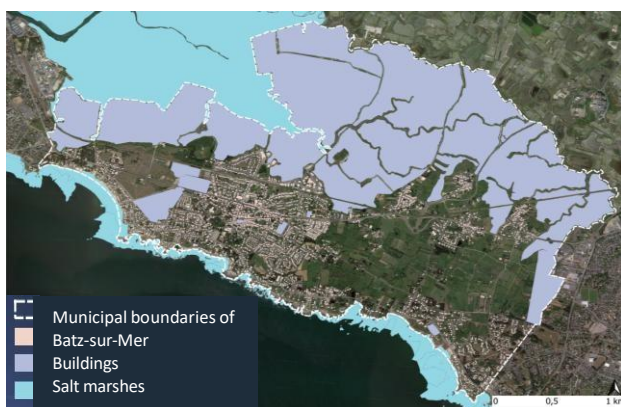 Municipal boundaries of
Batz-sur-Mer
Buildings
Salt marshes
0 0,5 1 km